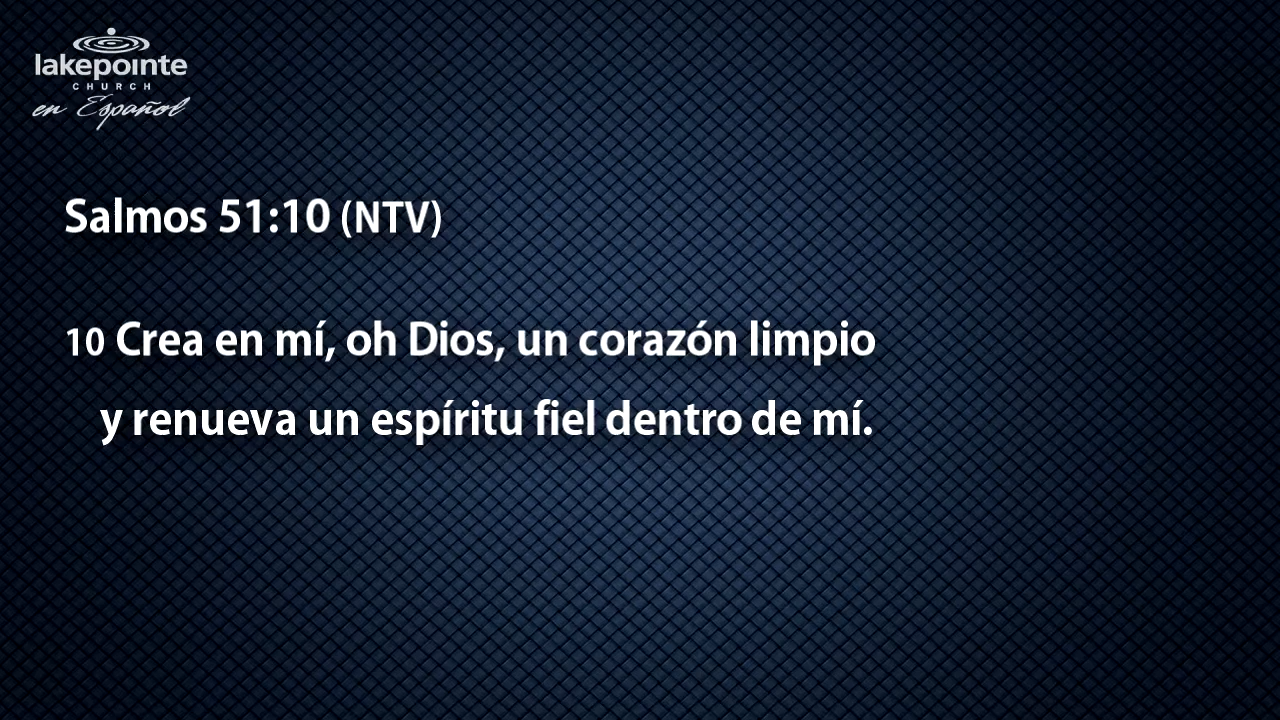 lakepointe
CHURCH
en Español
Salmos 51:10 (NTV)
10 Crea en mí, oh Dios, un corazón limpio
y renueva un espíritu fiel dentro de mí.